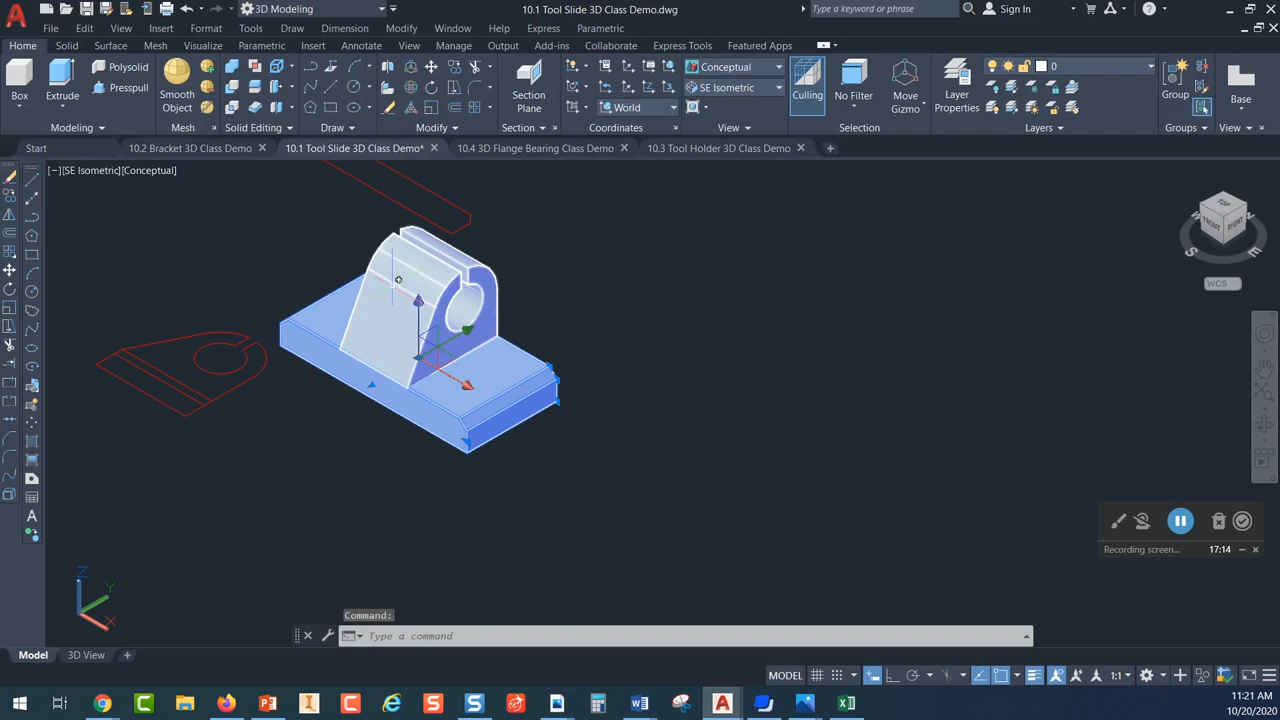 3D Modeling
10.1 Tool Slide 3D Class Demo.dwg
Type a keyword or phrase
Sign In
File Edit View Insert Format Tools Draw Dimension Modify Window Help Express Parametric
Home Solid Surface Mesh Visualize Parametric Insert Annotate View Manage Output Add-ins Collaborate Express Tools Featured Apps
Box
Extrude
Polysolid
Presspull
Smooth
Object
Section
Plane
World
Conceptual
SE Isometric
Culling
No Filter
Move
Gizmo
Layer
Properties
0
Group
Base
Modeling Mesh Solid Editing Draw Modify Section Coordinates View Selection Layers Groups View
Start 10.2 Bracket 3D Class Demo 10.1 Tool Slide 3D Class Demo* 10.4 3D Flange Bearing Class Demo 10.3 Tool Holder 3D Class Demo
[−][SE Isometric][Conceptual]
TOP
FRONT
RIGHT
WCS
Recording screen... 17:14
Z
Y
X
Command:
Type a command
Model 3D View
MODEL 1:1
11:21 AM
10/20/2020